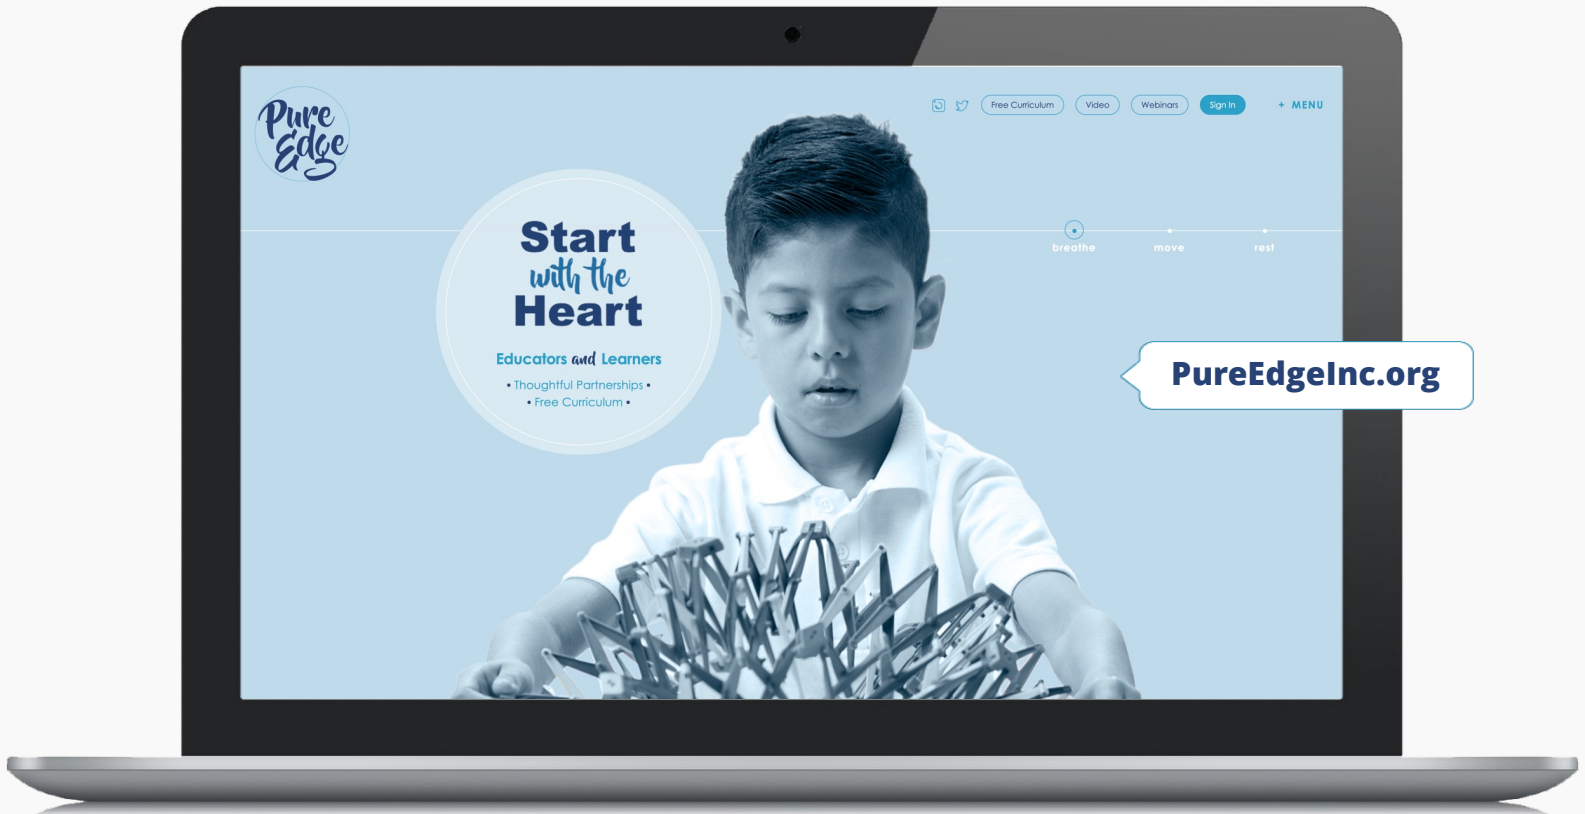 Pure
Edge
Free Curriculum
Video
Webinars
Sign In
+ MENU
breathe
move
rest
Start
with the
Heart
Educators and Learners
• Thoughtful Partnerships •
• Free Curriculum •
PureEdgeInc.org